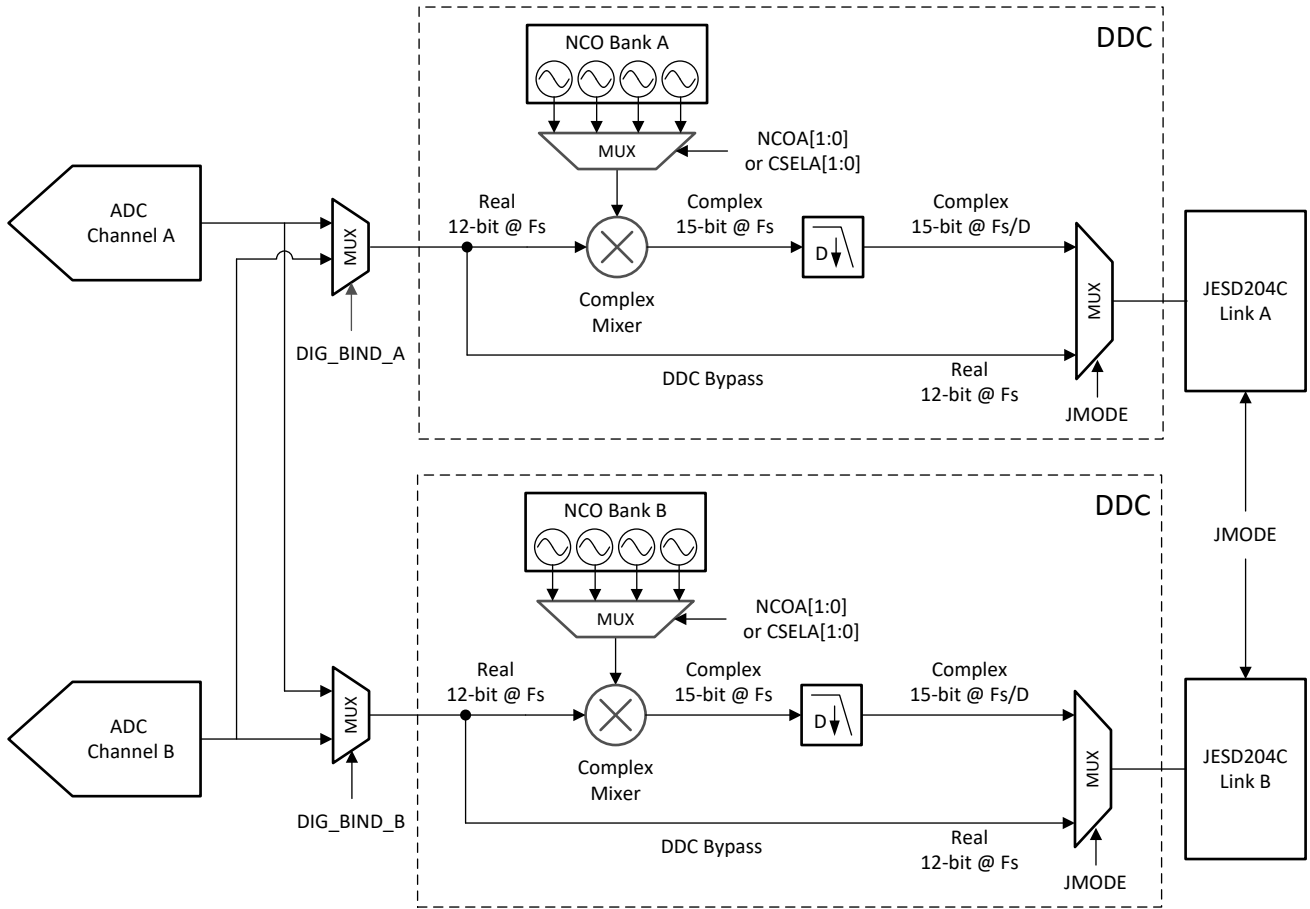 DDC
NCO Bank A
MUX
NCOA[1:0]
or CSELA[1:0]
ADC
Channel A
MUX
DIG_BIND_A
Real
12-bit @ Fs
Complex
Mixer
Complex
15-bit @ Fs
D
Complex
15-bit @ Fs/D
MUX
JMODE
DDC Bypass
Real
12-bit @ Fs
JESD204C
Link A
JMODE
DDC
NCO Bank B
MUX
NCOA[1:0]
or CSELA[1:0]
ADC
Channel B
MUX
DIG_BIND_B
Real
12-bit @ Fs
Complex
Mixer
Complex
15-bit @ Fs
D
Complex
15-bit @ Fs/D
MUX
JMODE
DDC Bypass
Real
12-bit @ Fs
JESD204C
Link B